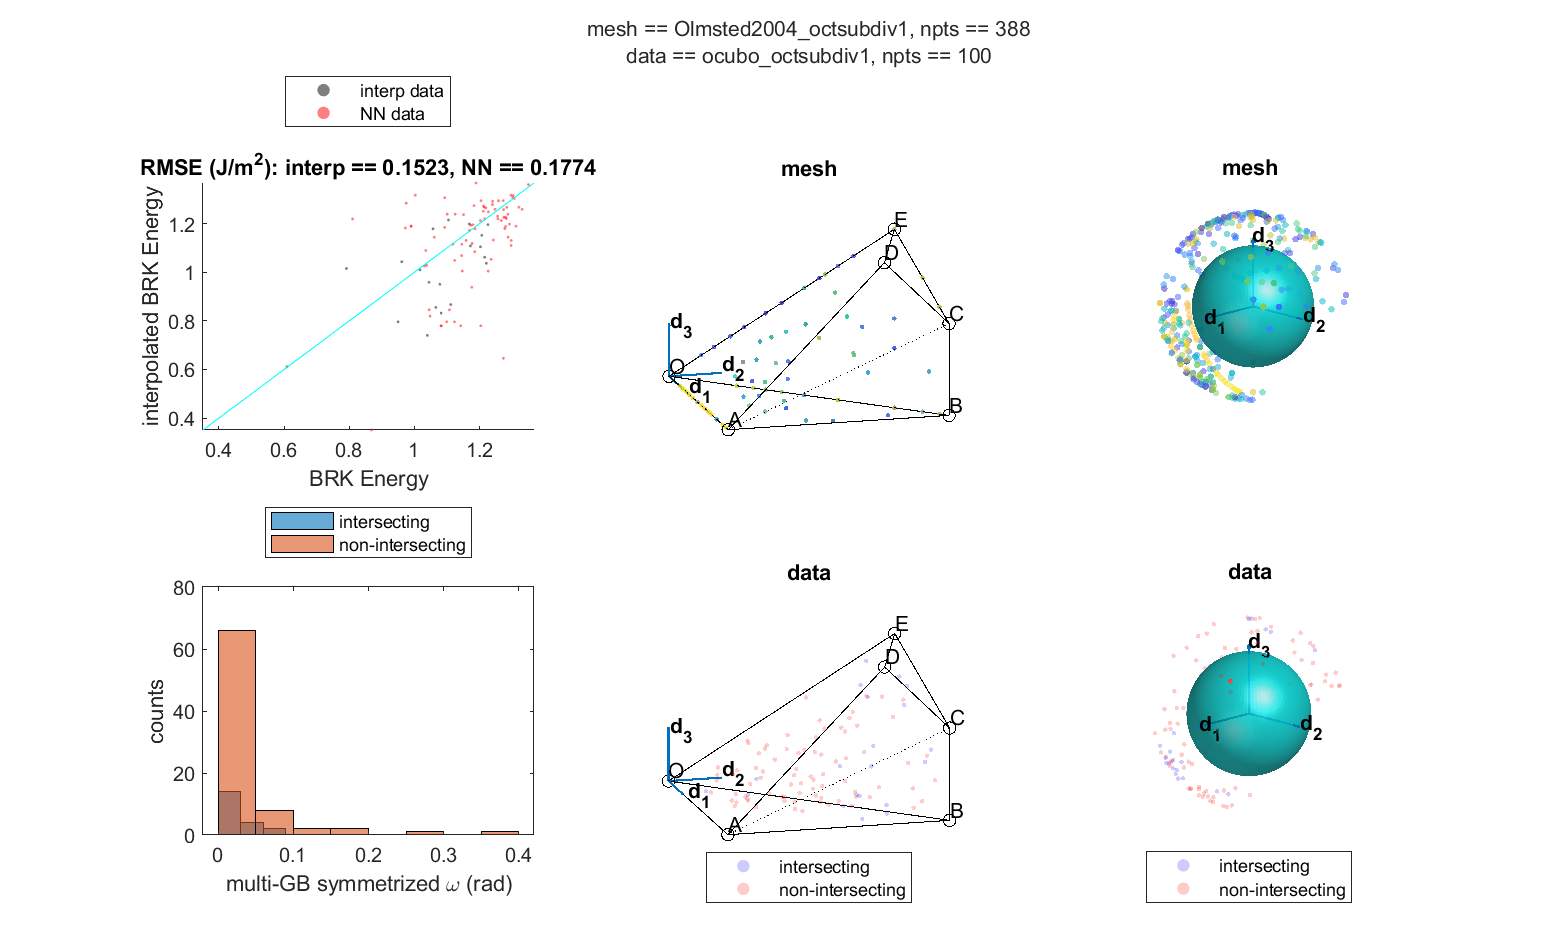 mesh == Olmsted2004_octsubdiv1, npts == 388
data == ocubo_octsubdiv1, npts == 100
interp data
NN data
RMSE (J/m²): interp == 0.1523, NN == 0.1774
interpolated BRK Energy
1.2
1
0.8
0.6
0.4
0.4
0.6
0.8
1
1.2
BRK Energy
mesh
E
D
C
d₃
O
d₂
d₁
A
B
mesh
d₃
d₁
d₂
intersecting
non-intersecting
80
60
40
20
0
counts
0
0.1
0.2
0.3
0.4
multi-GB symmetrized ω (rad)
data
E
D
C
d₃
O
d₂
d₁
A
B
intersecting
non-intersecting
data
d₃
d₁
d₂
intersecting
non-intersecting